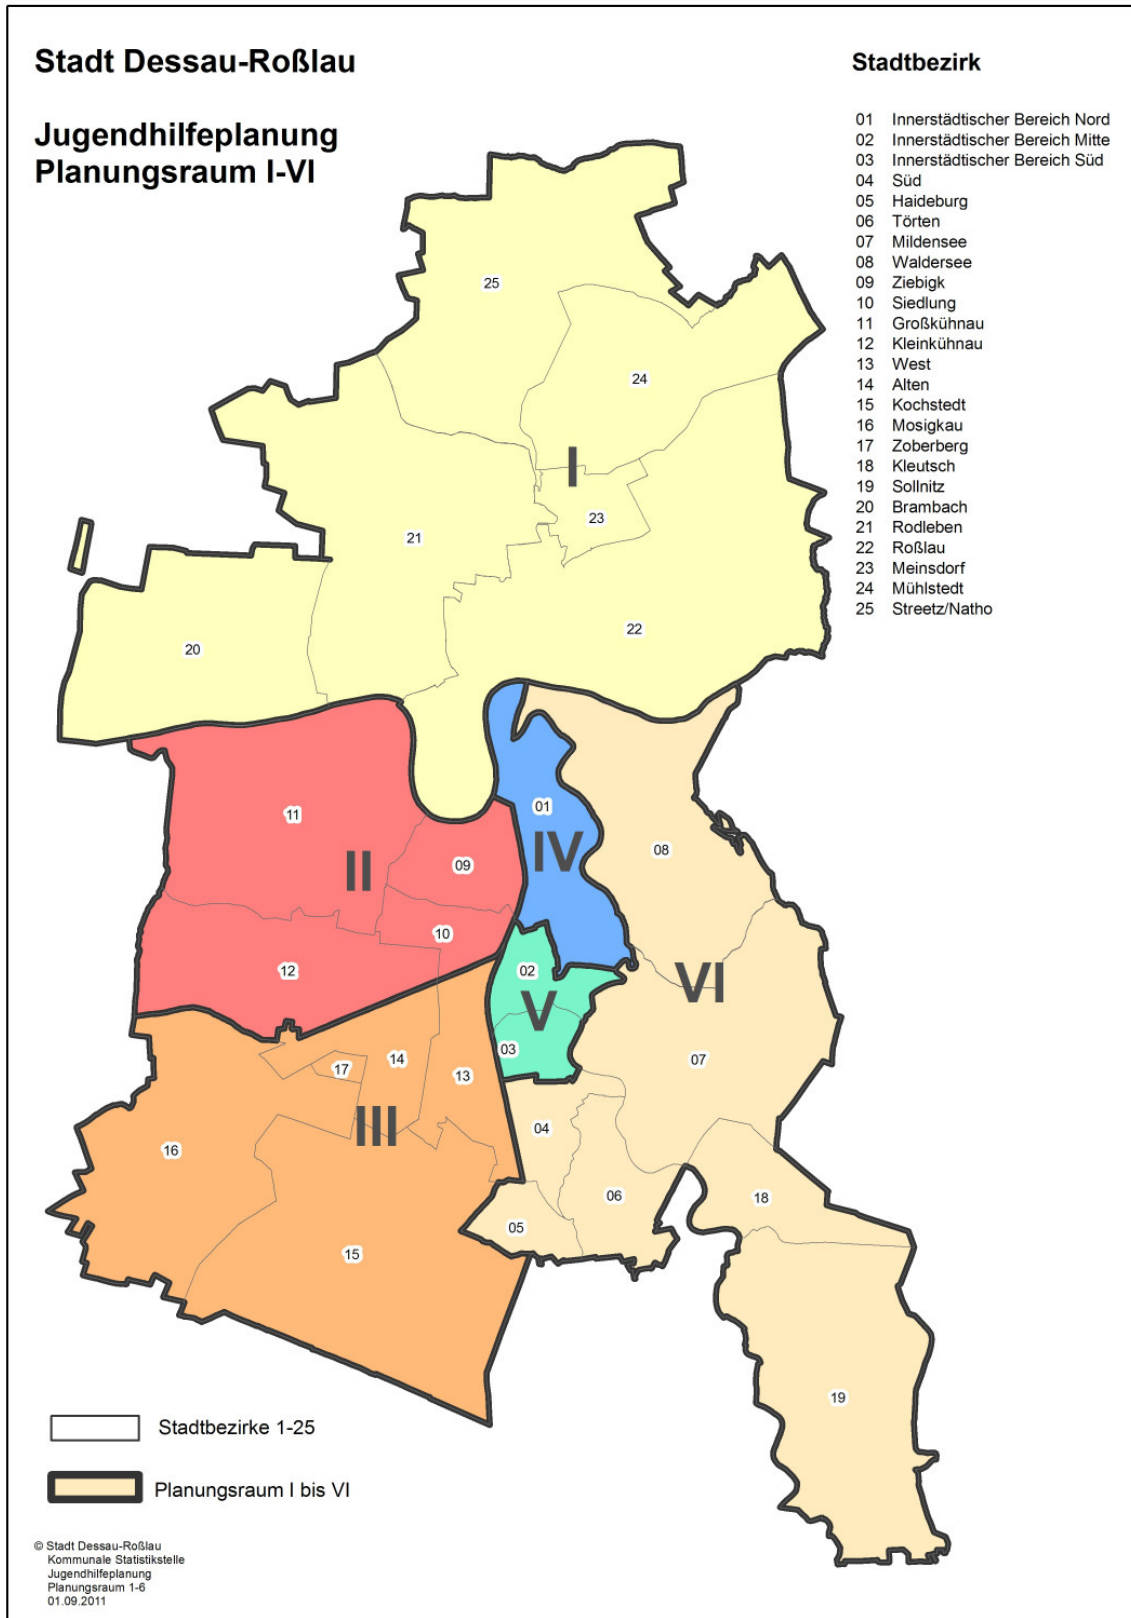 Stadt Dessau-Roßlau
Jugendhilfeplanung
Planungsraum I-VI
Stadtbezirk
01 Innerstädtischer Bereich Nord
02 Innerstädtischer Bereich Mitte
03 Innerstädtischer Bereich Süd
04 Süd
05 Haideburg
06 Törten
07 Mildensee
08 Waldersee
09 Ziebigk
10 Siedlung
11 Großkühnau
12 Kleinkühnau
13 West
14 Alten
15 Kochstedt
16 Mosigkau
17 Zoberberg
18 Kleutsch
19 Sollnitz
20 Brambach
21 Rodleben
22 Roßlau
23 Meinsdorf
24 Mühlstedt
25 Streetz/Natho
25
24
I
23
21
22
20
01
11
IV
08
09
II
10
02
12
VI
V
03
07
14
17
13
04
III
16
06
18
05
15
19
Stadtbezirke 1-25
Planungsraum I bis VI
© Stadt Dessau-Roßlau
Kommunale Statistikstelle
Jugendhilfeplanung
Planungsraum 1-6
01.09.2011